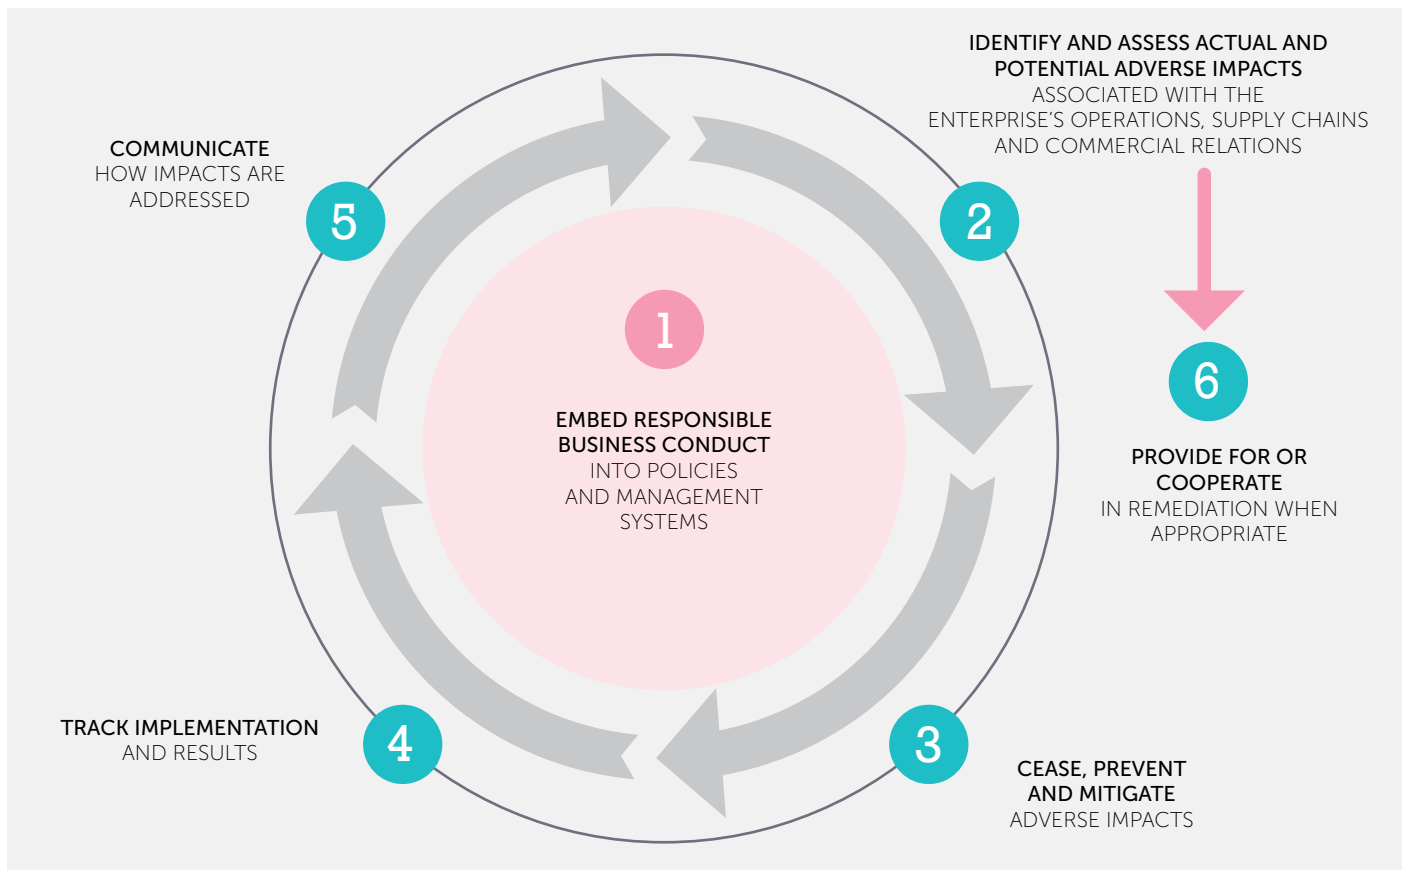 IDENTIFY AND ASSESS ACTUAL AND
POTENTIAL ADVERSE IMPACTS
ASSOCIATED WITH THE
ENTERPRISE'S OPERATIONS, SUPPLY CHAINS
AND COMMERCIAL RELATIONS
COMMUNICATE
HOW IMPACTS ARE
ADDRESSED
5
2
1
EMBED RESPONSIBLE
BUSINESS CONDUCT
INTO POLICIES
AND MANAGEMENT
SYSTEMS
6
PROVIDE FOR OR
COOPERATE
IN REMEDIATION WHEN
APPROPRIATE
TRACK IMPLEMENTATION
AND RESULTS
4
3
CEASE, PREVENT
AND MITIGATE
ADVERSE IMPACTS